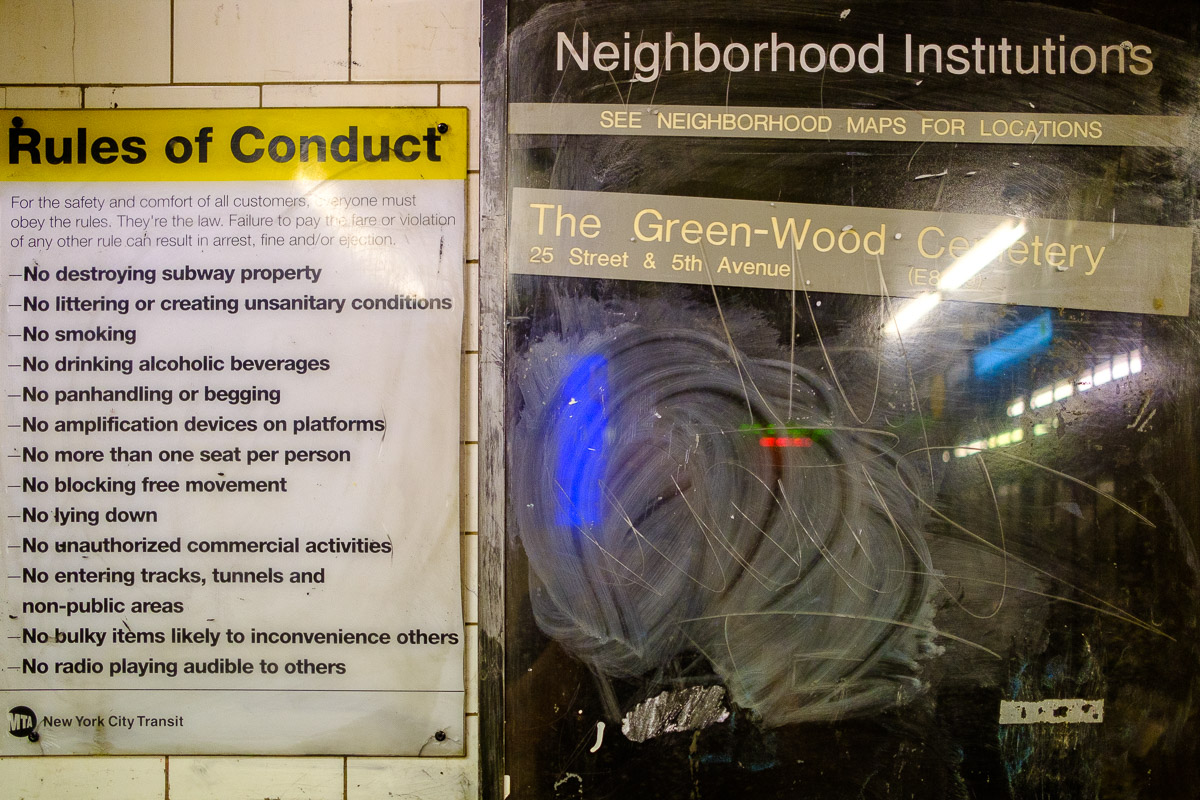 Rules of Conduct
For the safety and comfort of all customers, everyone must
obey the rules. They're the law. Failure to pay the fare or violation
of any other rule can result in arrest, fine and/or ejection.
–No destroying subway property
–No littering or creating unsanitary conditions
–No smoking
–No drinking alcoholic beverages
–No panhandling or begging
–No amplification devices on platforms
–No more than one seat per person
–No blocking free movement
–No lying down
–No unauthorized commercial activities
–No entering tracks, tunnels and
non-public areas
–No bulky items likely to inconvenience others
–No radio playing audible to others
MTA New York City Transit
Neighborhood Institutions
SEE NEIGHBORHOOD MAPS FOR LOCATIONS
The Green-Wood Cemetery
25 Street & 5th Avenue